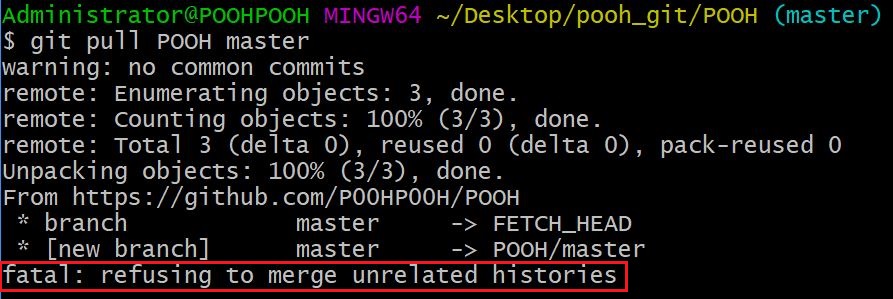 Administrator@POOHPOOH MINGW64 ~/Desktop/pooh_git/POOH (master)
$ git pull POOH master
warning: no common commits
remote: Enumerating objects: 3, done.
remote: Counting objects: 100% (3/3), done.
remote: Total 3 (delta 0), reused 0 (delta 0), pack-reused 0
Unpacking objects: 100% (3/3), done.
From https://github.com/POOHPOOH/POOH
 * branch            master     -> FETCH_HEAD
 * [new branch]      master     -> POOH/master
fatal: refusing to merge unrelated histories